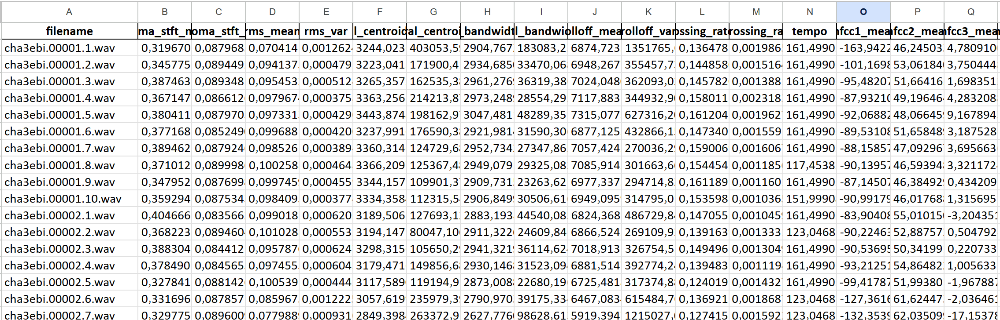 A B C D E F G H I J K L M N O P Q
filename ma_stft_m oma_stft_ rms_mean rms_var l_centroid al_centroi _bandwidt l_bandwid olloff_mea rolloff_var ossing_rat rossing_ra tempo nfcc1_mea nfcc2_mea nfcc3_mea
cha3ebi.00001.1.wav 0,319670 0,087968 0,070414 0,001262 3244,023 403053,5 2904,767 183083,2 6874,723 1351765, 0,136478 0,001986 161,4990 -163,9422 46,24503 4,780910
cha3ebi.00001.2.wav 0,345775 0,089449 0,094137 0,000479 3223,041 171900,4 2934,685 33470,06 6948,267 355457,7 0,144858 0,001516 161,4990 -101,1698 53,06184 3,750444
cha3ebi.00001.3.wav 0,387463 0,089348 0,095453 0,000512 3265,357 162535,3 2961,276 36319,38 7024,048 362093,0 0,145782 0,001388 161,4990 -95,48207 51,66416 1,698351
cha3ebi.00001.4.wav 0,367147 0,086612 0,097967 0,000375 3363,256 214213,8 2973,248 28554,29 7117,883 344932,9 0,158011 0,002318 161,4990 -87,93210 49,19646 4,283208
cha3ebi.00001.5.wav 0,380411 0,087970 0,097331 0,000429 3443,874 198162,9 3047,481 48289,35 7315,077 627316,2 0,161204 0,001962 161,4990 -92,06882 48,06645 9,167894
cha3ebi.00001.6.wav 0,377168 0,085249 0,099688 0,000420 3237,991 176590,3 2921,981 31590,30 6877,125 432866,1 0,147340 0,001559 161,4990 -89,53108 51,65848 3,187528
cha3ebi.00001.7.wav 0,389462 0,087924 0,098526 0,000389 3360,314 124729,6 2952,734 27347,86 7057,424 270036,2 0,159006 0,001606 161,4990 -88,15857 47,09296 3,695663
cha3ebi.00001.8.wav 0,371012 0,089998 0,100258 0,000464 3366,209 125367,4 2949,079 29325,08 7085,914 301663,6 0,154454 0,001185 117,4538 -90,13957 46,59394 3,321172
cha3ebi.00001.9.wav 0,347952 0,087699 0,099745 0,000455 3344,157 109901,3 2909,731 23263,62 6977,337 294714,8 0,161189 0,001160 161,4990 -87,14507 46,38492 0,434209
cha3ebi.00001.10.wav 0,359294 0,087534 0,098409 0,000377 3334,358 112315,5 2906,849 30506,61 6949,095 314795,0 0,153598 0,001036 151,9990 -90,99179 46,01768 1,315695
cha3ebi.00002.1.wav 0,404666 0,083566 0,099018 0,000620 3189,506 127693,1 2883,193 44540,08 6824,368 486729,8 0,147055 0,001045 161,4990 -83,90408 55,01015 -3,204351
cha3ebi.00002.2.wav 0,368223 0,089460 0,101028 0,000553 3194,147 80047,10 2911,322 24609,84 6866,524 269109,9 0,139163 0,001333 123,0468 -90,22463 52,88757 0,504792
cha3ebi.00002.3.wav 0,388304 0,084412 0,095787 0,000624 3298,315 105650,2 2941,321 36114,62 7018,913 326754,5 0,149496 0,001304 161,4990 -90,53695 50,34199 0,220733
cha3ebi.00002.4.wav 0,378490 0,084565 0,097455 0,000604 3179,471 149856,6 2930,146 31523,09 6881,514 392774,2 0,139483 0,001119 161,4990 -93,21251 54,86482 1,005633
cha3ebi.00002.5.wav 0,327841 0,088142 0,100539 0,000444 3117,589 119194,9 2873,008 22680,19 6725,481 317374,8 0,124019 0,001432 161,4990 -99,41787 51,99380 -1,967887
cha3ebi.00002.6.wav 0,331696 0,087857 0,085967 0,001222 3057,619 235979,3 2790,970 39175,33 6467,083 615484,7 0,136921 0,001868 123,0468 -127,3616 61,62447 -2,036461
cha3ebi.00002.7.wav 0,329775 0,089600 0,077988 0,000931 2849,398 263372,9 2627,776 98628,61 5919,394 1215027, 0,127415 0,001592 123,0468 -132,3539 62,03509 -17,15378